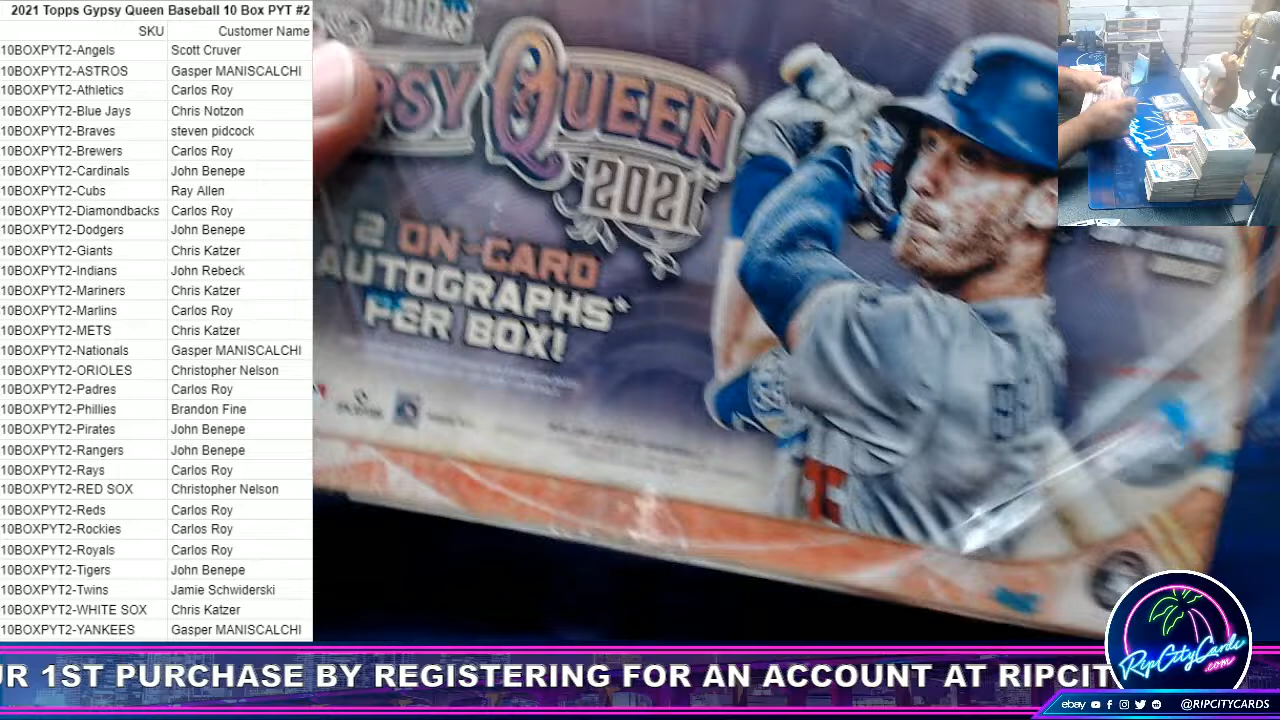 2021 Topps Gypsy Queen Baseball 10 Box PYT #2
SKU Customer Name
10BOXPYT2-Angels Scott Cruver
10BOXPYT2-ASTROS Gasper MANISCALCHI
10BOXPYT2-Athletics Carlos Roy
10BOXPYT2-Blue Jays Chris Notzon
10BOXPYT2-Braves steven pidcock
10BOXPYT2-Brewers Carlos Roy
10BOXPYT2-Cardinals John Benepe
10BOXPYT2-Cubs Ray Allen
10BOXPYT2-Diamondbacks Carlos Roy
10BOXPYT2-Dodgers John Benepe
10BOXPYT2-Giants Chris Katzer
10BOXPYT2-Indians John Rebeck
10BOXPYT2-Mariners Chris Katzer
10BOXPYT2-Marlins Carlos Roy
10BOXPYT2-METS Chris Katzer
10BOXPYT2-Nationals Gasper MANISCALCHI
10BOXPYT2-ORIOLES Christopher Nelson
10BOXPYT2-Padres Carlos Roy
10BOXPYT2-Phillies Brandon Fine
10BOXPYT2-Pirates John Benepe
10BOXPYT2-Rangers John Benepe
10BOXPYT2-Rays Carlos Roy
10BOXPYT2-RED SOX Christopher Nelson
10BOXPYT2-Reds Carlos Roy
10BOXPYT2-Rockies Carlos Roy
10BOXPYT2-Royals Carlos Roy
10BOXPYT2-Tigers John Benepe
10BOXPYT2-Twins Jamie Schwiderski
10BOXPYT2-WHITE SOX Chris Katzer
10BOXPYT2-YANKEES Gasper MANISCALCHI
PSY QUEEN
2021
2 ON-CARD
AUTOGRAPHS*
PER BOX!
LA
35
UR 1ST PURCHASE BY REGISTERING FOR AN ACCOUNT AT RIPCIT
RipCityCards
.com
ebay @RIPCITYCARDS